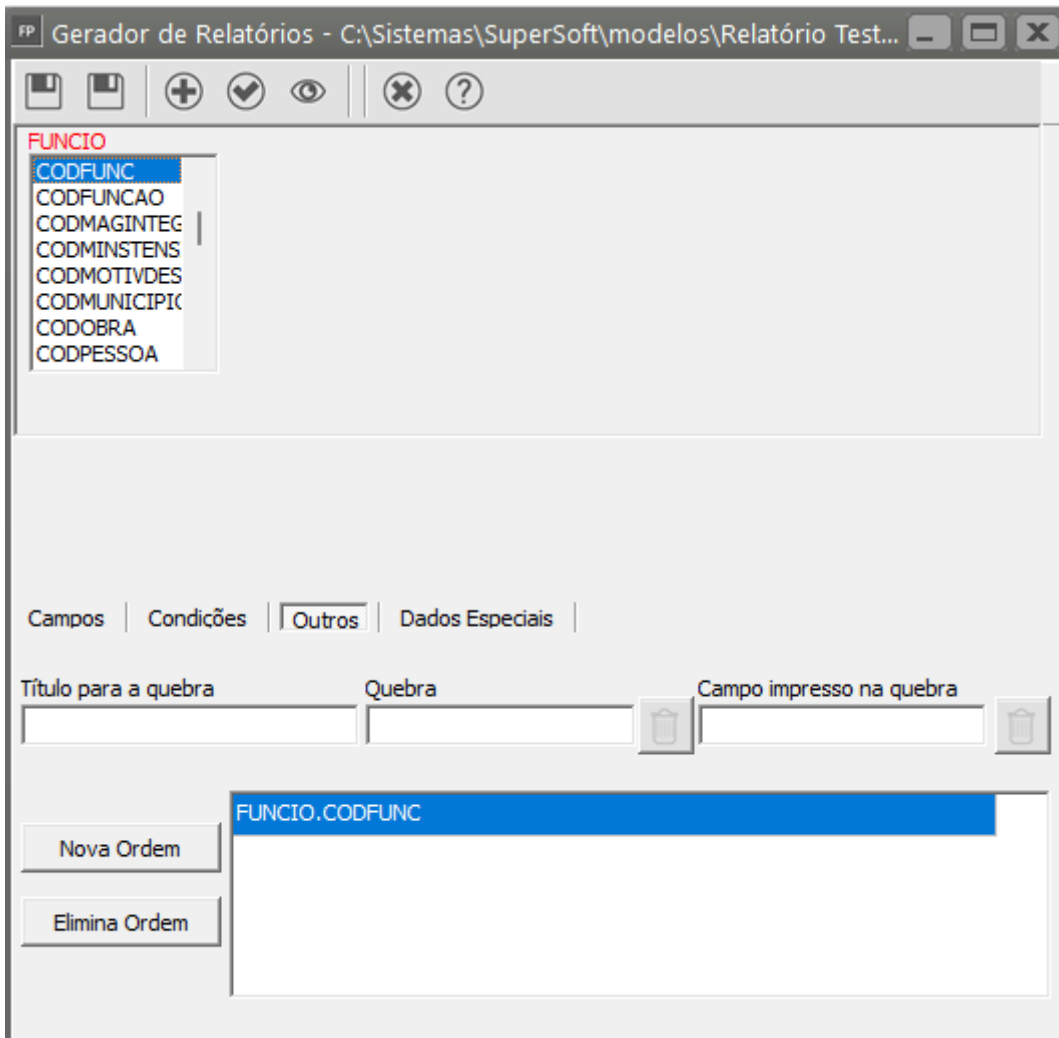 FP Gerador de Relatórios - C:\Sistemas\SuperSoft\modelos\Relatório Test...
FUNCIO
CODFUNC
CODFUNCAO
CODMAGINTEG
CODMINSTENS
CODMOTIVDES
CODMUNICIPIO
CODOBRA
CODPESSOA
Campos Condições Outros Dados Especiais
Título para a quebra Quebra Campo impresso na quebra
FUNCIO.CODFUNC
Nova Ordem
Elimina Ordem